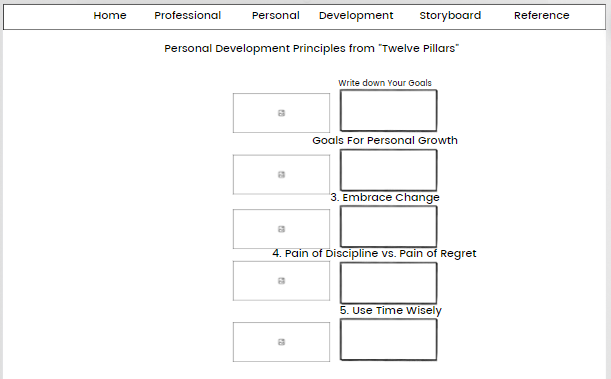 Home Professional Personal Development Storyboard Reference
Personal Development Principles from "Twelve Pillars"
Write down Your Goals
Goals For Personal Growth
3. Embrace Change
4. Pain of Discipline vs. Pain of Regret
5. Use Time Wisely